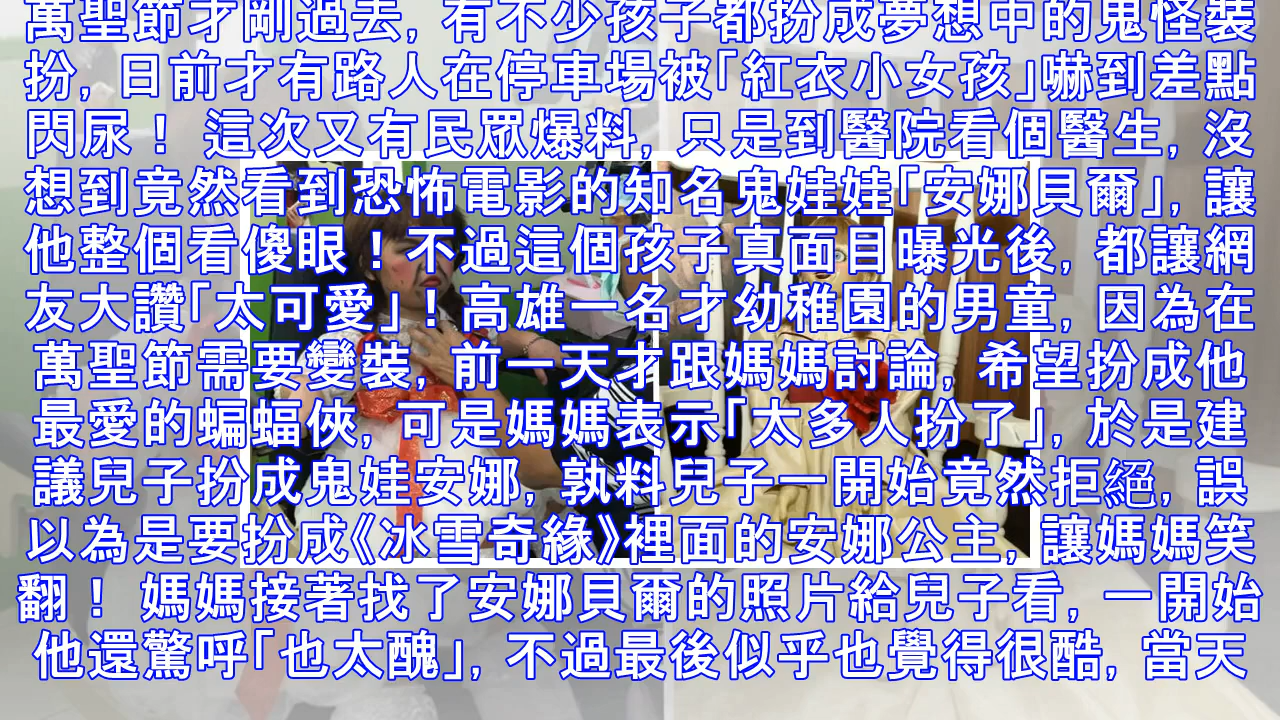 萬聖節才剛過去, 有不少孩子都扮成夢想中的鬼怪裝
扮, 日前才有路人在停車場被「紅衣小女孩」嚇到差點
閃尿！ 這次又有民眾爆料, 只是到醫院看個醫生, 沒
想到竟然看到恐怖電影的知名鬼娃娃「安娜貝爾」, 讓
他整個看傻眼！不過這個孩子真面目曝光後, 都讓網
友大讚「太可愛」！高雄一名才幼稚園的男童, 因為在
萬聖節需要變裝, 前一天才跟媽媽討論, 希望扮成他
最愛的蝙蝠俠, 可是媽媽表示「太多人扮了」, 於是建
議兒子扮成鬼娃安娜, 孰料兒子一開始竟然拒絕, 誤
以為是要扮成《冰雪奇緣》裡面的安娜公主, 讓媽媽笑
翻！ 媽媽接著找了安娜貝爾的照片給兒子看, 一開始
他還驚呼「也太醜」, 不過最後似乎也覺得很酷, 當天